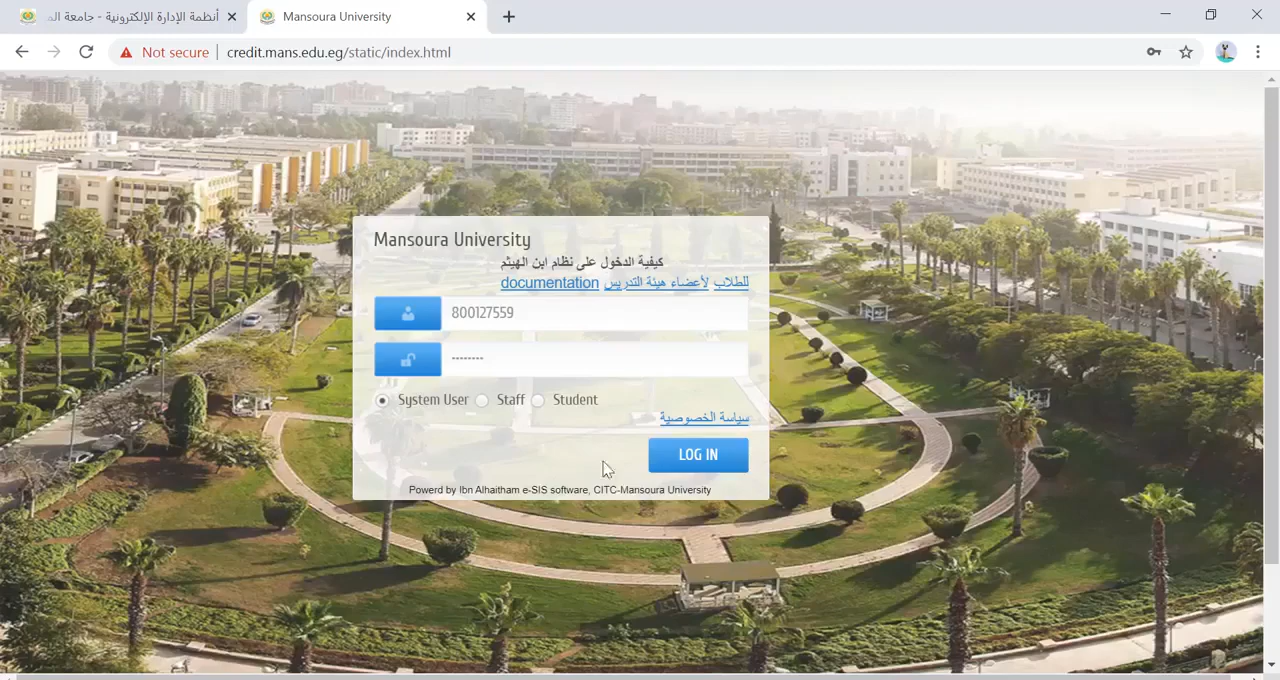 أنظمة الإدارة الإلكترونية - جامعة الم
Mansoura University
Not secure
credit.mans.edu.eg/static/index.html
Mansoura University
كيفية الدخول على نظام ابن الهيثم
للطلاب لأعضاء هيئة التدريس documentation
800127559
--------
System User Staff Student
سياسة الخصوصية
LOG IN
Powerd by Ibn Alhaitham e-SIS software, CITC-Mansoura University